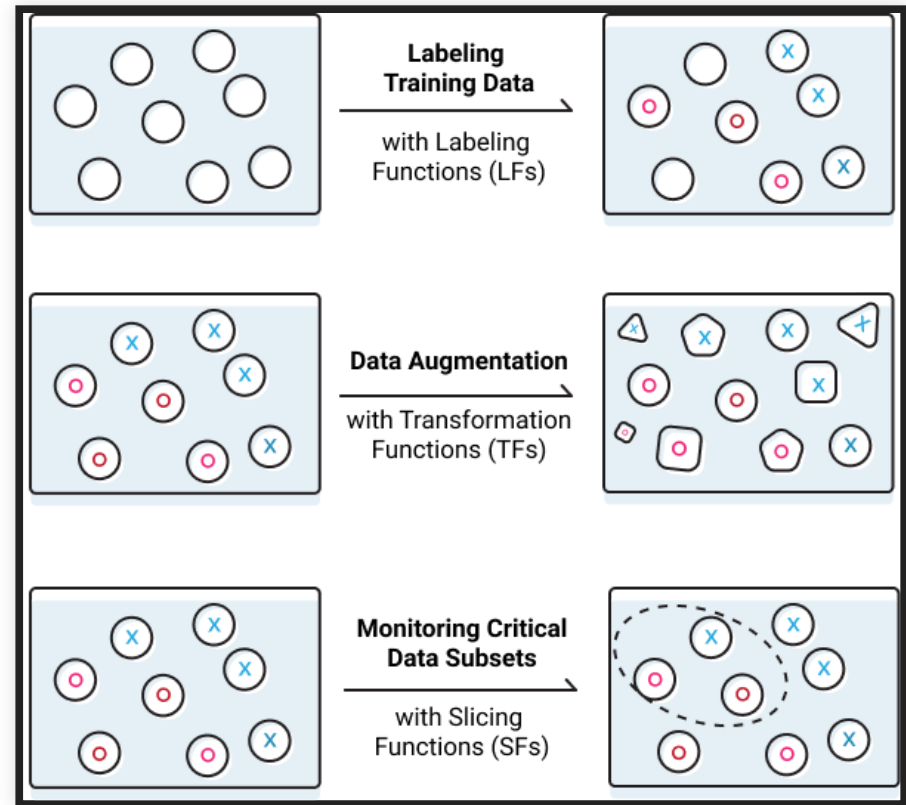 Labeling
Training Data
with Labeling
Functions (LFs)
X
X
O
O
X
O
Data Augmentation
with Transformation
Functions (TFs)
X
X
X
O
O
O
O
X
X
X
X
X
O
O
X
O
O
O
X
Monitoring Critical
Data Subsets
with Slicing
Functions (SFs)
X
X
X
O
O
O
O
X
X
X
X
O
O
O
O
X